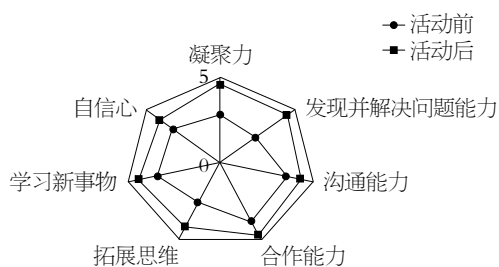 活动前
活动后
凝聚力
5
自信心
发现并解决问题能力
0
学习新事物
沟通能力
拓展思维
合作能力